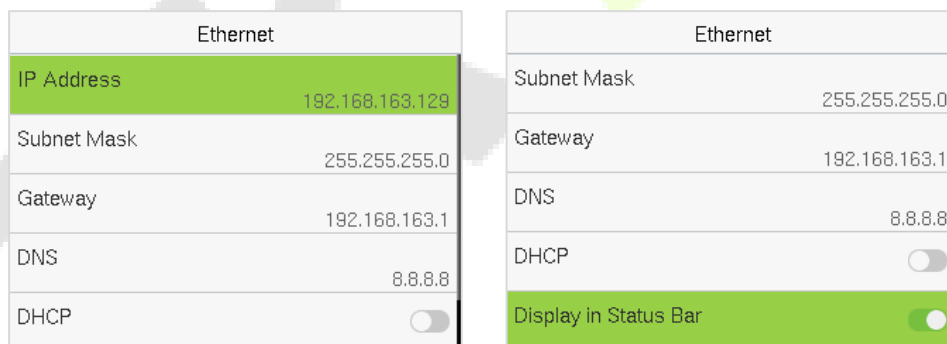 Ethernet
IP Address
192.168.163.129
Subnet Mask
255.255.255.0
Gateway
192.168.163.1
DNS
8.8.8.8
DHCP
Ethernet
Subnet Mask
255.255.255.0
Gateway
192.168.163.1
DNS
8.8.8.8
DHCP
Display in Status Bar